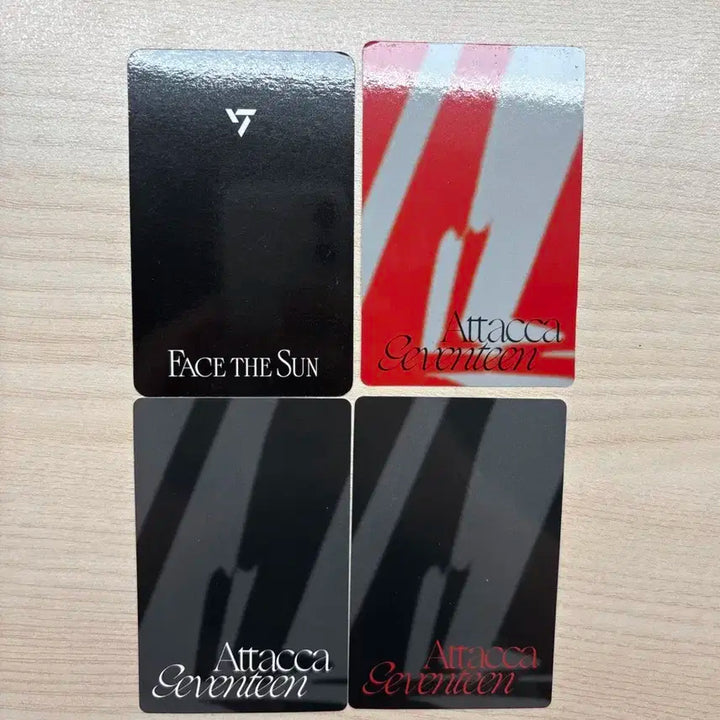 FACE THE SUN
Attacca
Seventeen
Attacca
Seventeen
Attacca
Seventeen